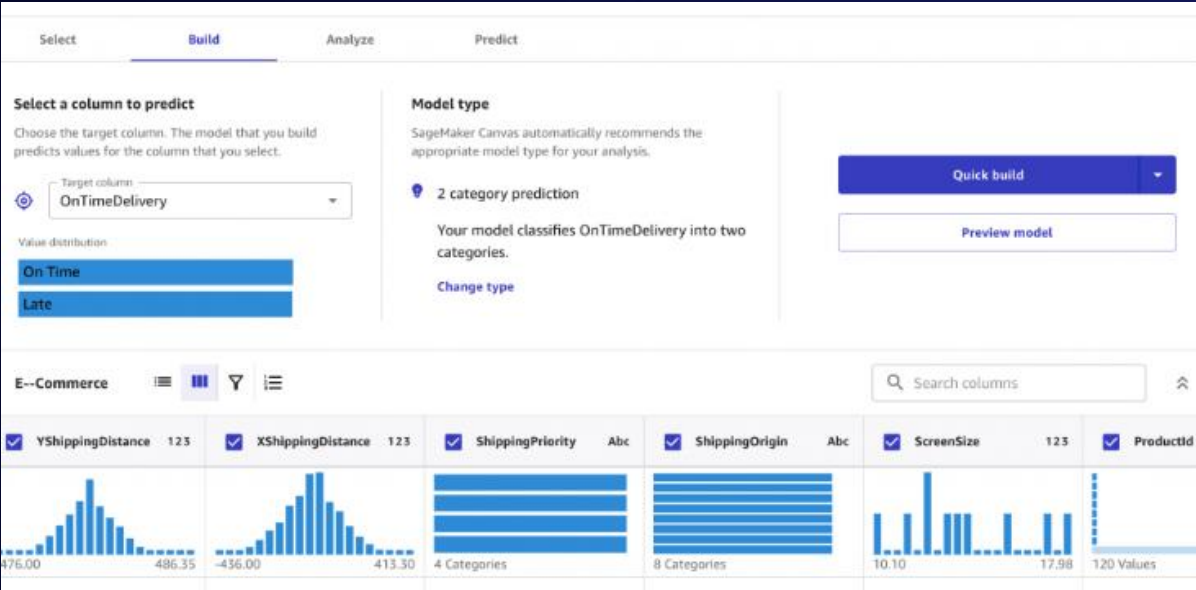 Select Build Analyze Predict
Select a column to predict
Choose the target column. The model that you build
predicts values for the column that you select.
Target column
OnTimeDelivery
Value distribution
On Time
Late
Model type
SageMaker Canvas automatically recommends the
appropriate model type for your analysis.
2 category prediction
Your model classifies OnTimeDelivery into two
categories.
Change type
Quick build
Preview model
E--Commerce
Search columns
YShippingDistance 123 XShippingDistance 123 ShippingPriority Abc ShippingOrigin Abc ScreenSize 123 ProductId
476.00 486.35 -436.00 413.30 4 Categories 8 Categories 10.10 17.98 120 Values